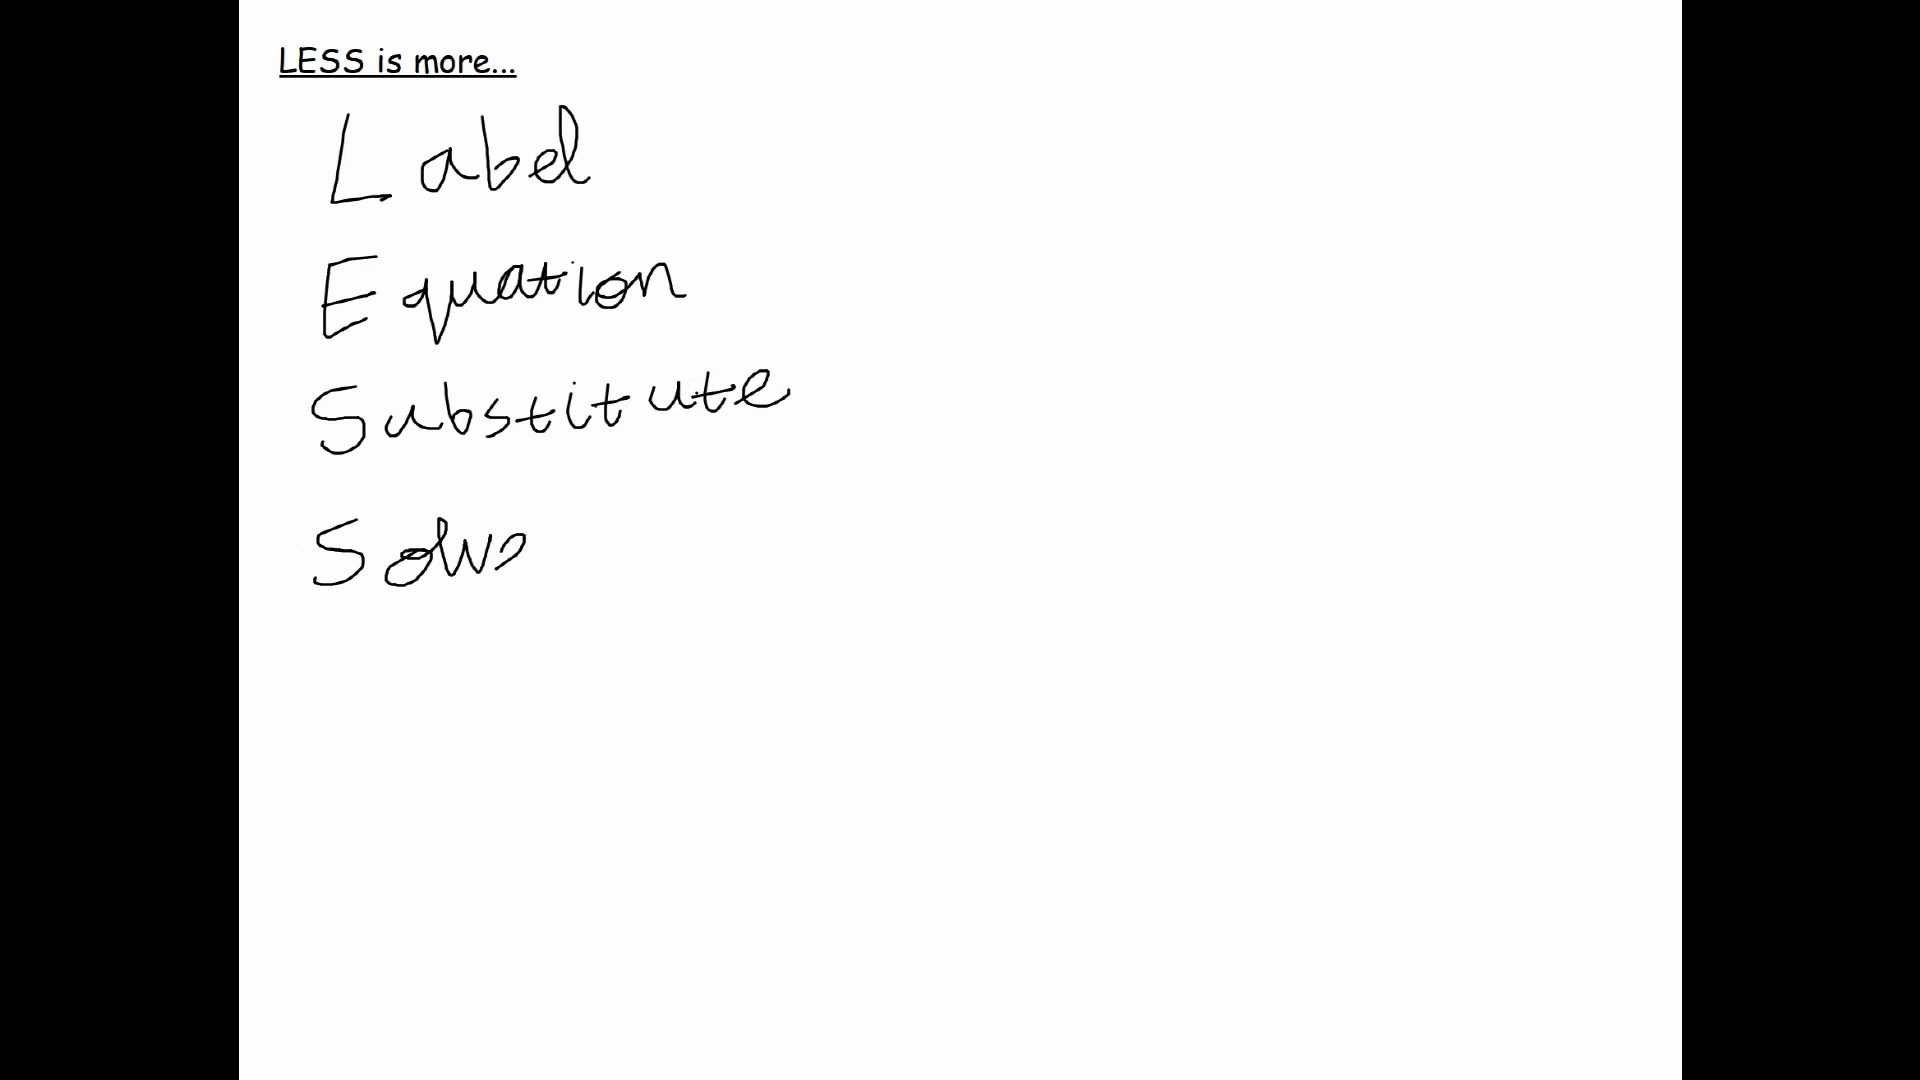 LESS is more...
Label
Equation
Substitute
Solve